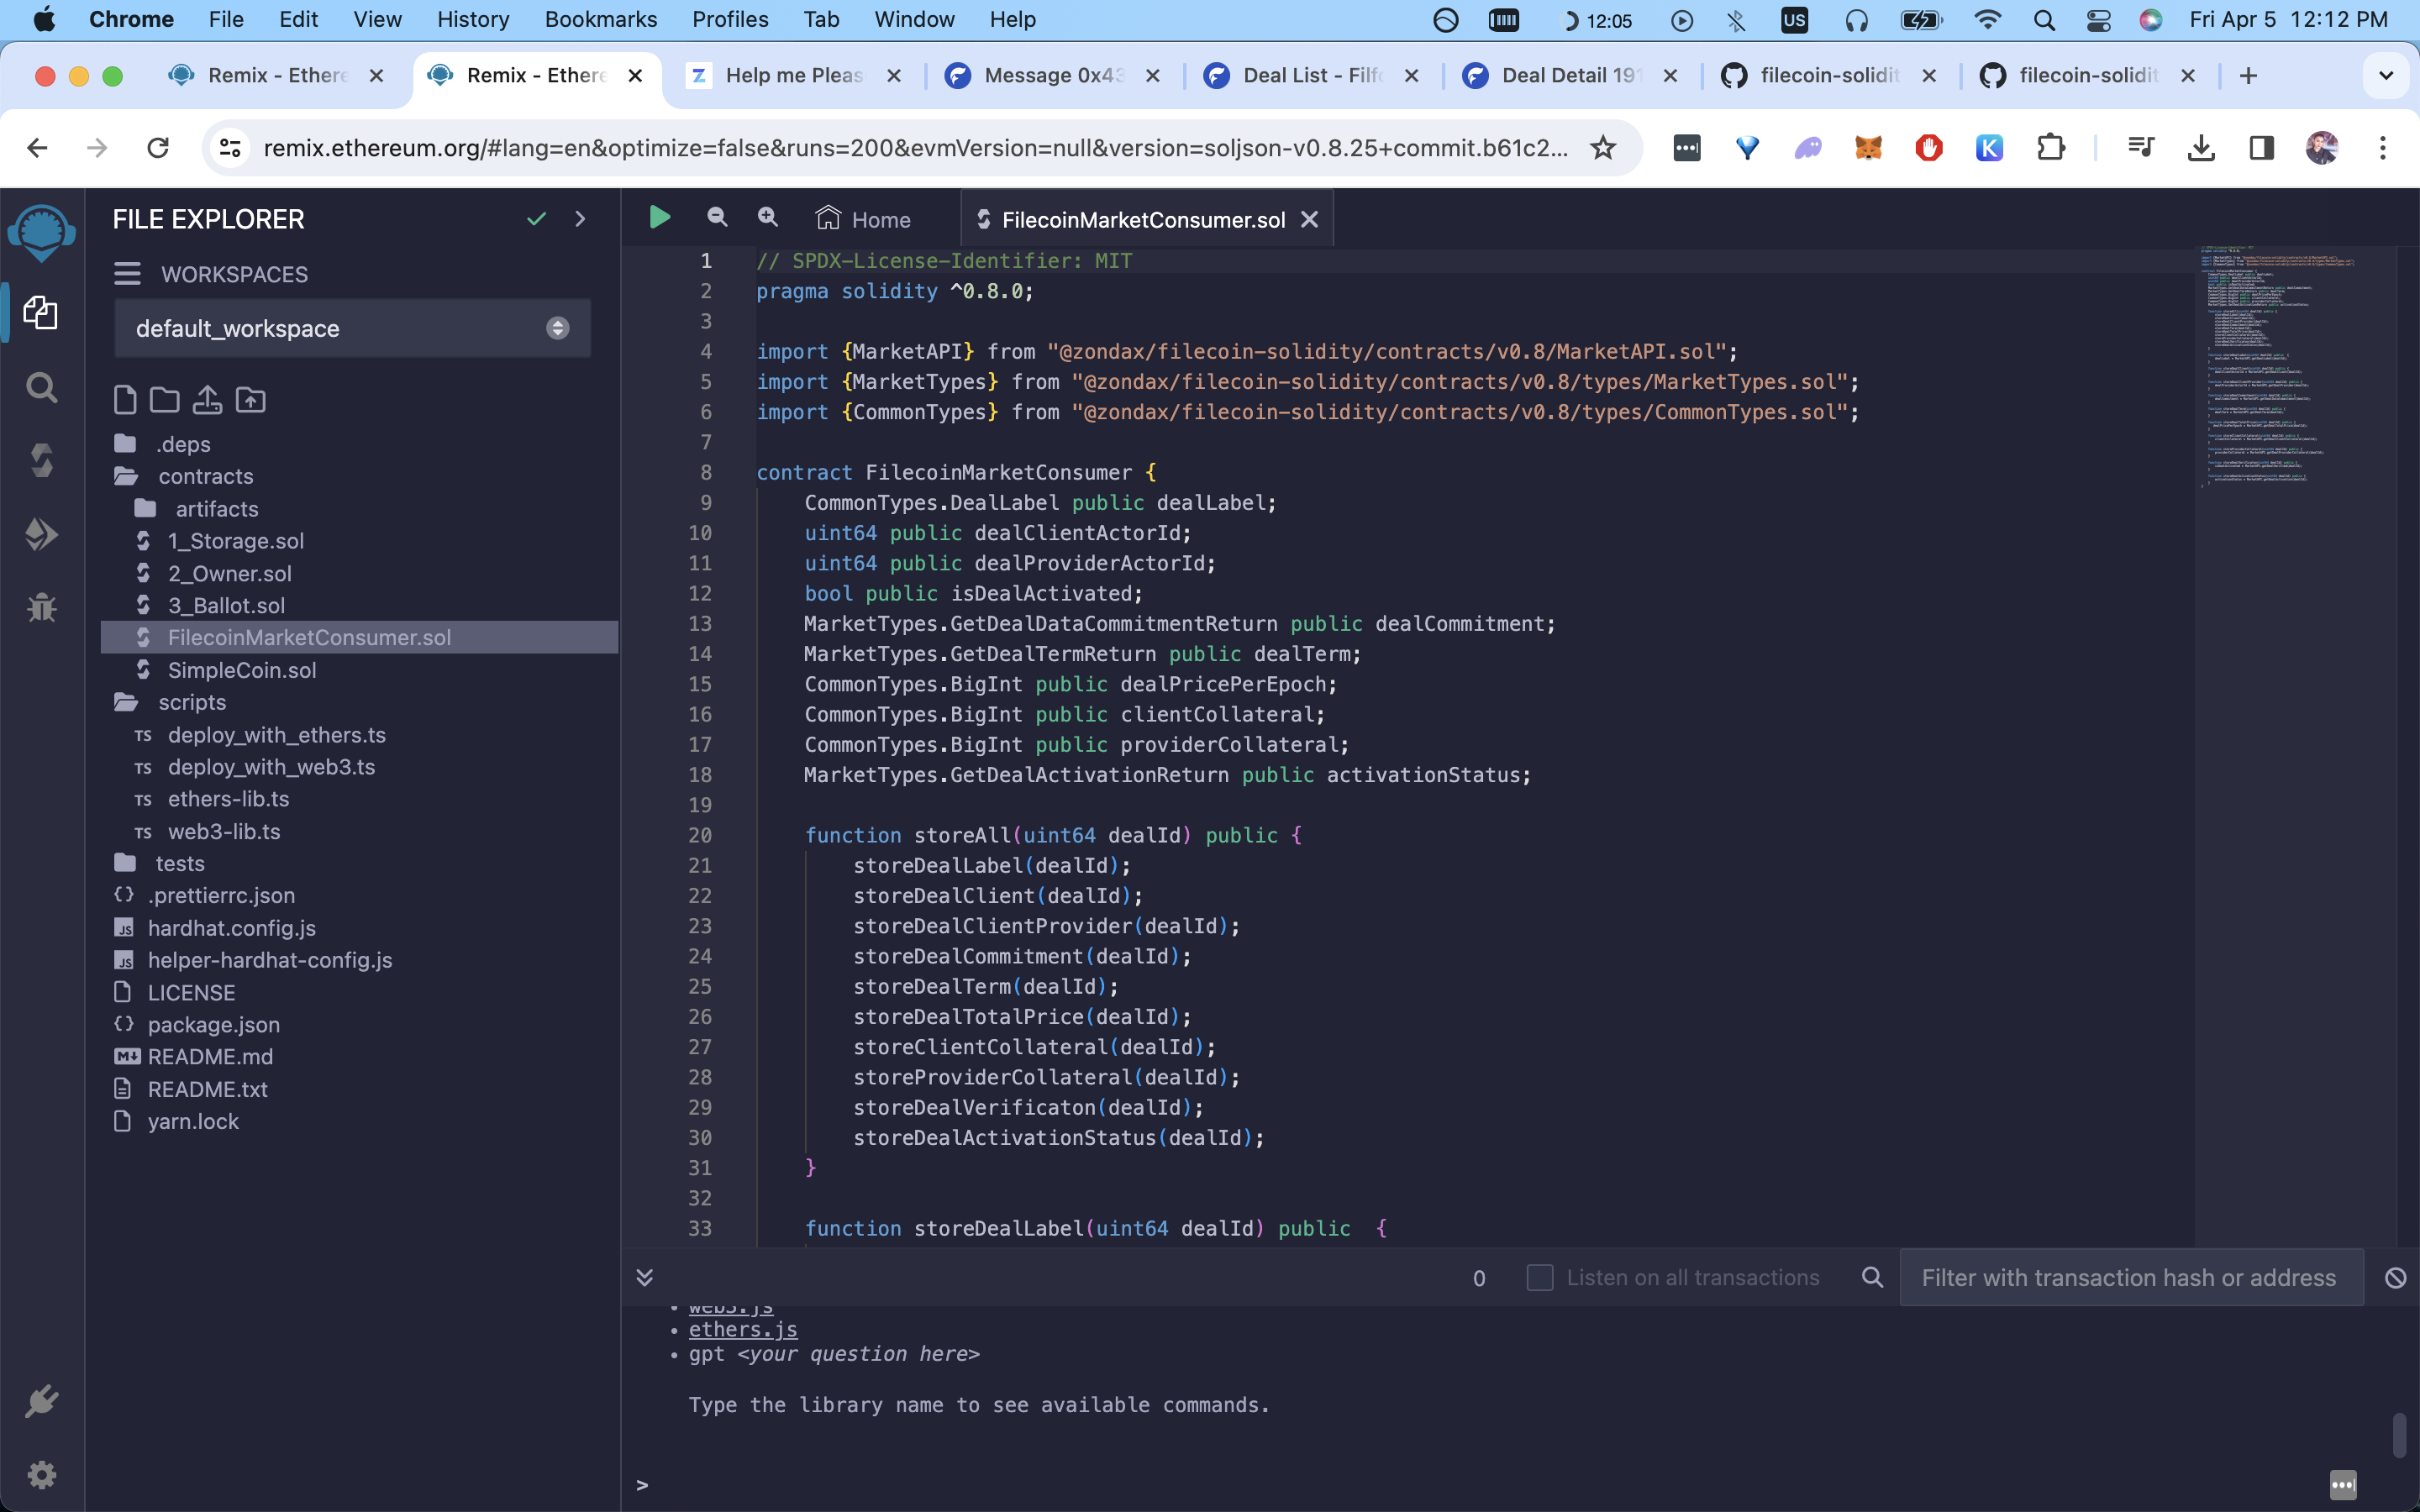 Chrome File Edit View History Bookmarks Profiles Tab Window Help 12:05 US Fri Apr 5 12:12 PM
Remix - Ethere Remix - Ethere Help me Pleas Message 0x43 Deal List - Filf Deal Detail 191 filecoin-solidit filecoin-solidit
remix.ethereum.org/#lang=en&optimize=false&runs=200&evmVersion=null&version=soljson-v0.8.25+commit.b61c2...
FILE EXPLORER
WORKSPACES
default_workspace
.deps
contracts
artifacts
1_Storage.sol
2_Owner.sol
3_Ballot.sol
FilecoinMarketConsumer.sol
SimpleCoin.sol
scripts
TS deploy_with_ethers.ts
TS deploy_with_web3.ts
TS ethers-lib.ts
TS web3-lib.ts
tests
{} .prettierrc.json
JS hardhat.config.js
JS helper-hardhat-config.js
LICENSE
{} package.json
README.md
README.txt
yarn.lock
Home FilecoinMarketConsumer.sol
1 // SPDX-License-Identifier: MIT
2 pragma solidity ^0.8.0;
3
4 import {MarketAPI} from "@zondax/filecoin-solidity/contracts/v0.8/MarketAPI.sol";
5 import {MarketTypes} from "@zondax/filecoin-solidity/contracts/v0.8/types/MarketTypes.sol";
6 import {CommonTypes} from "@zondax/filecoin-solidity/contracts/v0.8/types/CommonTypes.sol";
7
8 contract FilecoinMarketConsumer {
9 CommonTypes.DealLabel public dealLabel;
10 uint64 public dealClientActorId;
11 uint64 public dealProviderActorId;
12 bool public isDealActivated;
13 MarketTypes.GetDealDataCommitmentReturn public dealCommitment;
14 MarketTypes.GetDealTermReturn public dealTerm;
15 CommonTypes.BigInt public dealPricePerEpoch;
16 CommonTypes.BigInt public clientCollateral;
17 CommonTypes.BigInt public providerCollateral;
18 MarketTypes.GetDealActivationReturn public activationStatus;
19
20 function storeAll(uint64 dealId) public {
21 storeDealLabel(dealId);
22 storeDealClient(dealId);
23 storeDealClientProvider(dealId);
24 storeDealCommitment(dealId);
25 storeDealTerm(dealId);
26 storeDealTotalPrice(dealId);
27 storeClientCollateral(dealId);
28 storeProviderCollateral(dealId);
29 storeDealVerificaton(dealId);
30 storeDealActivationStatus(dealId);
31 }
32
33 function storeDealLabel(uint64 dealId) public {
0 Listen on all transactions Filter with transaction hash or address
• web3.js
• ethers.js
• gpt <your question here>
Type the library name to see available commands.
>